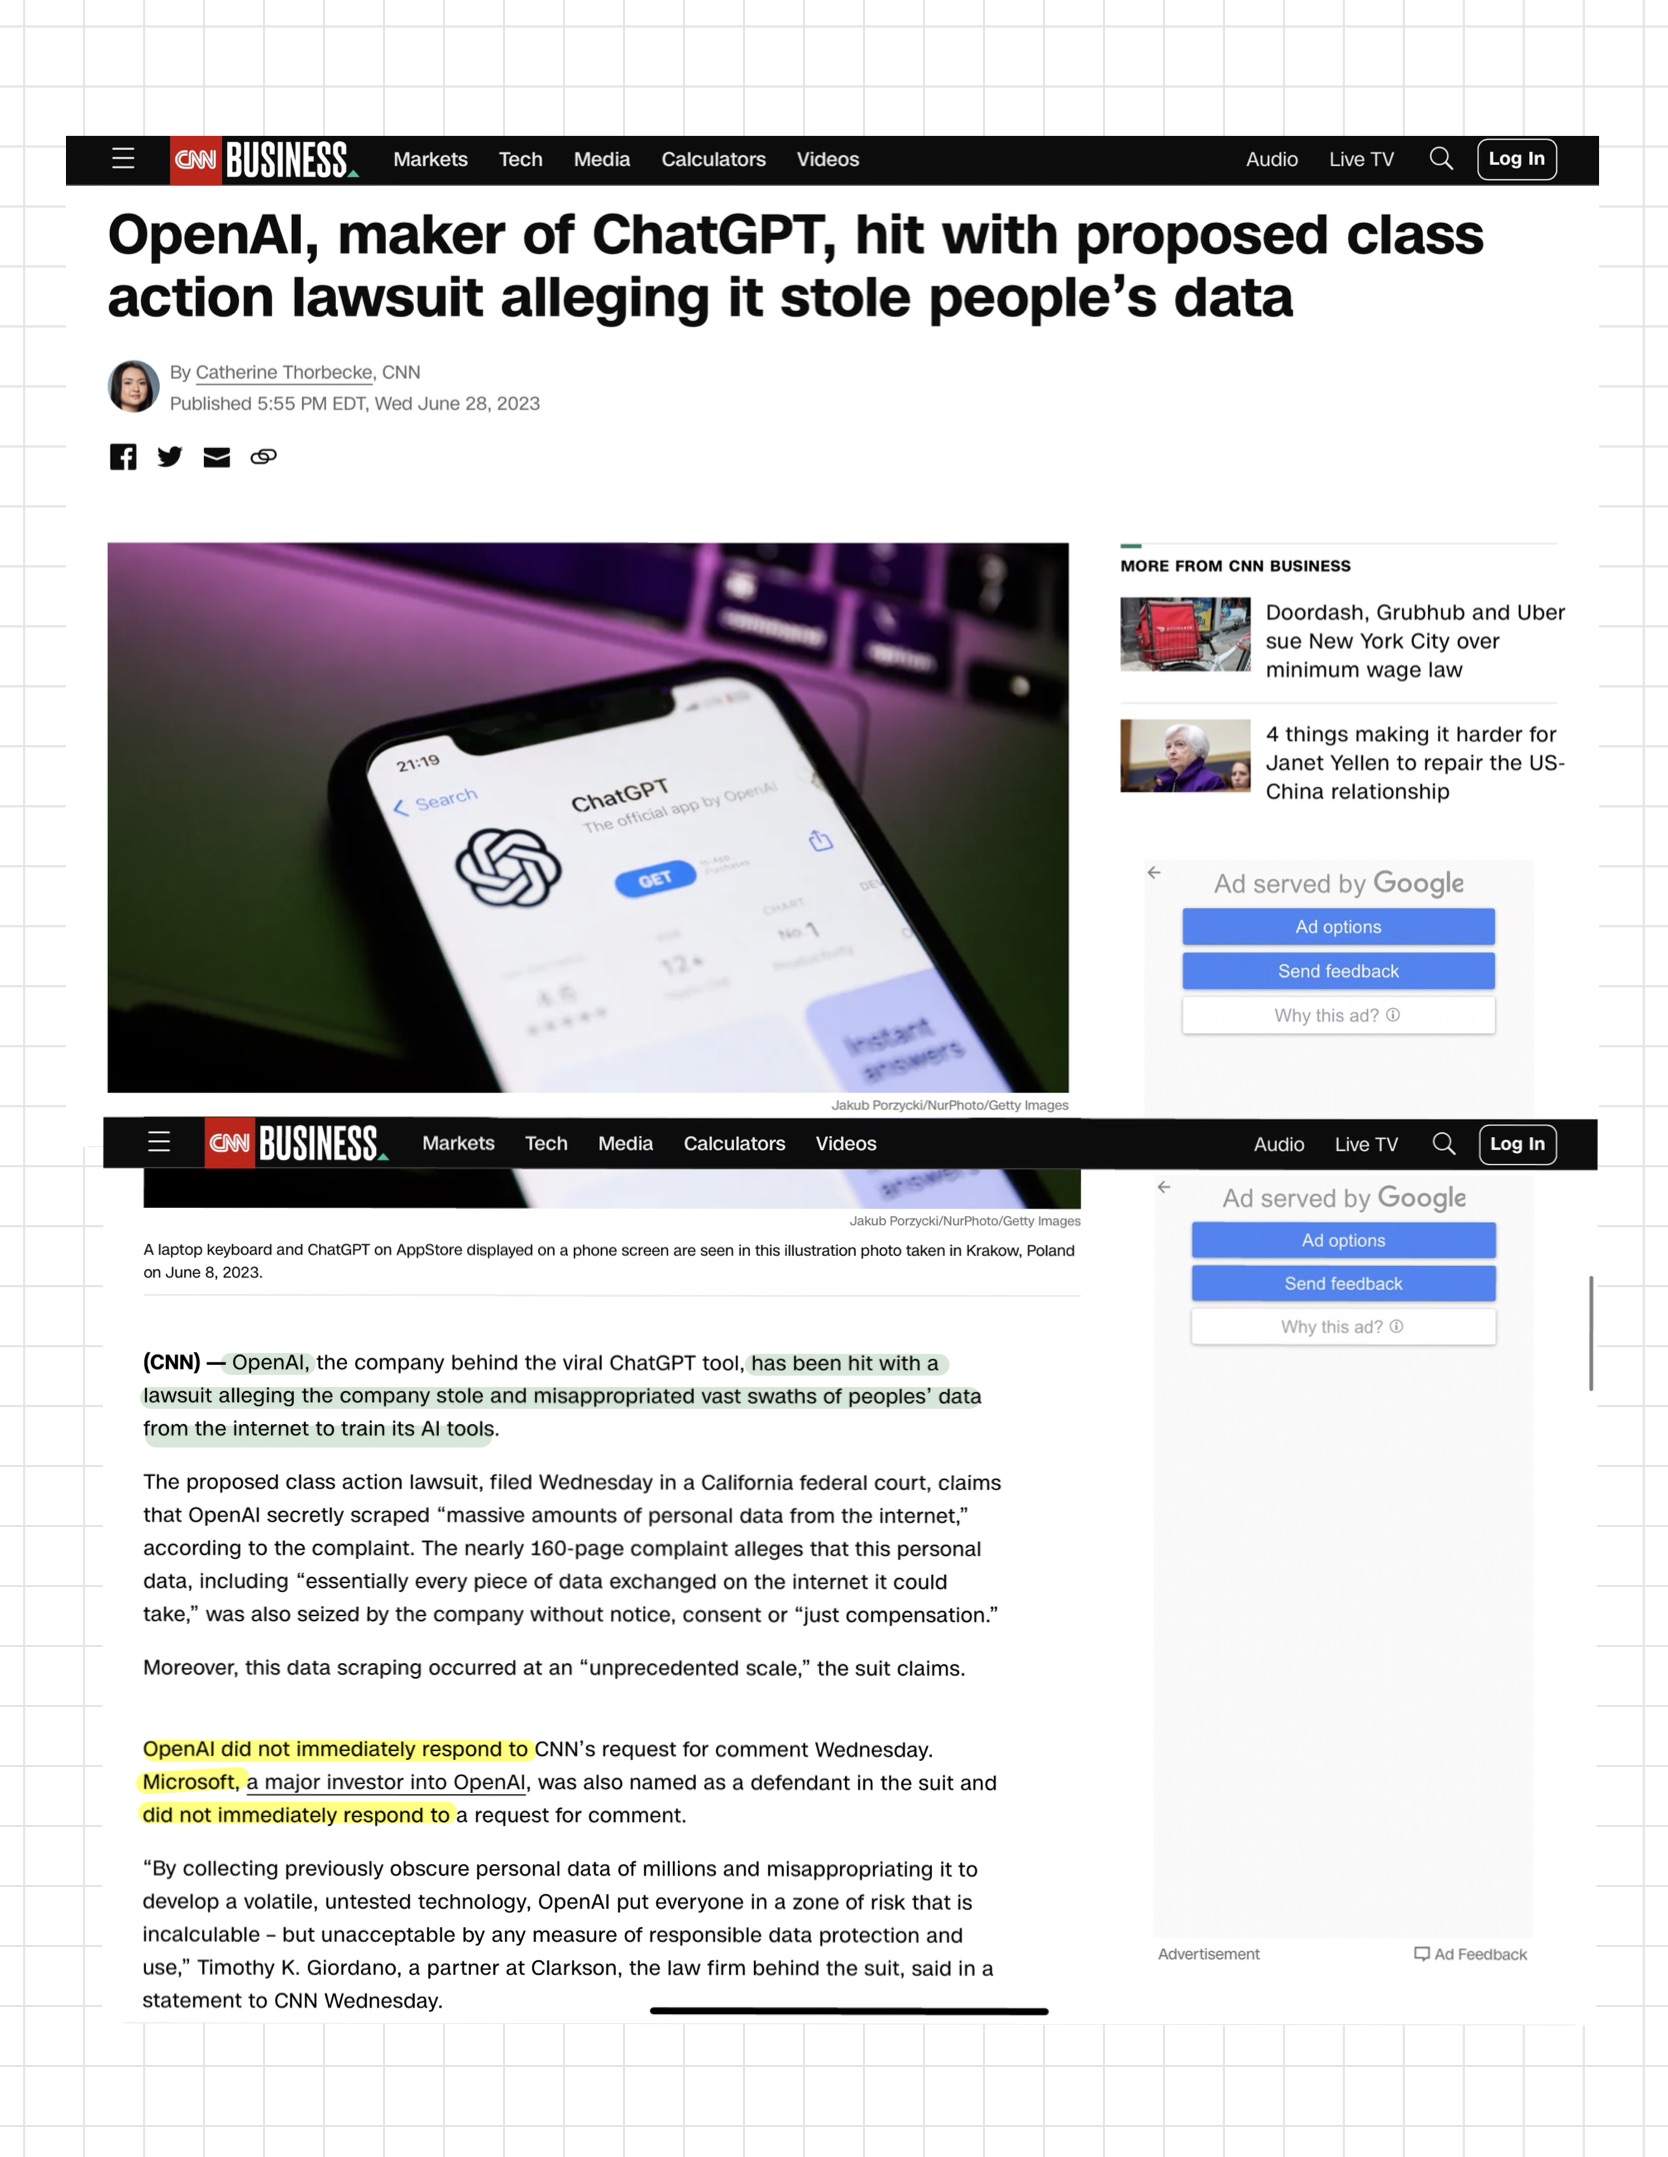 CNN BUSINESS Markets Tech Media Calculators Videos Audio Live TV Log In
OpenAI, maker of ChatGPT, hit with proposed class
action lawsuit alleging it stole people’s data
By Catherine Thorbecke, CNN
Published 5:55 PM EDT, Wed June 28, 2023
command
option
21:19
Search
ChatGPT
The official app by OpenAI
GET
In-App
Purchases
CHART
No.1
Productivity
AGE
12+
4.6
★★★★★
Instant
answers
Jakub Porzycki/NurPhoto/Getty Images
MORE FROM CNN BUSINESS
DOORDASH
Doordash, Grubhub and Uber
sue New York City over
minimum wage law
4 things making it harder for
Janet Yellen to repair the US-
China relationship
Ad served by Google
Ad options
Send feedback
Why this ad?
CNN BUSINESS Markets Tech Media Calculators Videos Audio Live TV Log In
answers
Jakub Porzycki/NurPhoto/Getty Images
A laptop keyboard and ChatGPT on AppStore displayed on a phone screen are seen in this illustration photo taken in Krakow, Poland
on June 8, 2023.
(CNN) — OpenAI, the company behind the viral ChatGPT tool, has been hit with a
lawsuit alleging the company stole and misappropriated vast swaths of peoples’ data
from the internet to train its AI tools.
The proposed class action lawsuit, filed Wednesday in a California federal court, claims
that OpenAI secretly scraped “massive amounts of personal data from the internet,”
according to the complaint. The nearly 160-page complaint alleges that this personal
data, including “essentially every piece of data exchanged on the internet it could
take,” was also seized by the company without notice, consent or “just compensation.”
Moreover, this data scraping occurred at an “unprecedented scale,” the suit claims.
OpenAI did not immediately respond to CNN’s request for comment Wednesday.
Microsoft, a major investor into OpenAI, was also named as a defendant in the suit and
did not immediately respond to a request for comment.
“By collecting previously obscure personal data of millions and misappropriating it to
develop a volatile, untested technology, OpenAI put everyone in a zone of risk that is
incalculable – but unacceptable by any measure of responsible data protection and
use,” Timothy K. Giordano, a partner at Clarkson, the law firm behind the suit, said in a
statement to CNN Wednesday.
Ad served by Google
Ad options
Send feedback
Why this ad?
Advertisement Ad Feedback